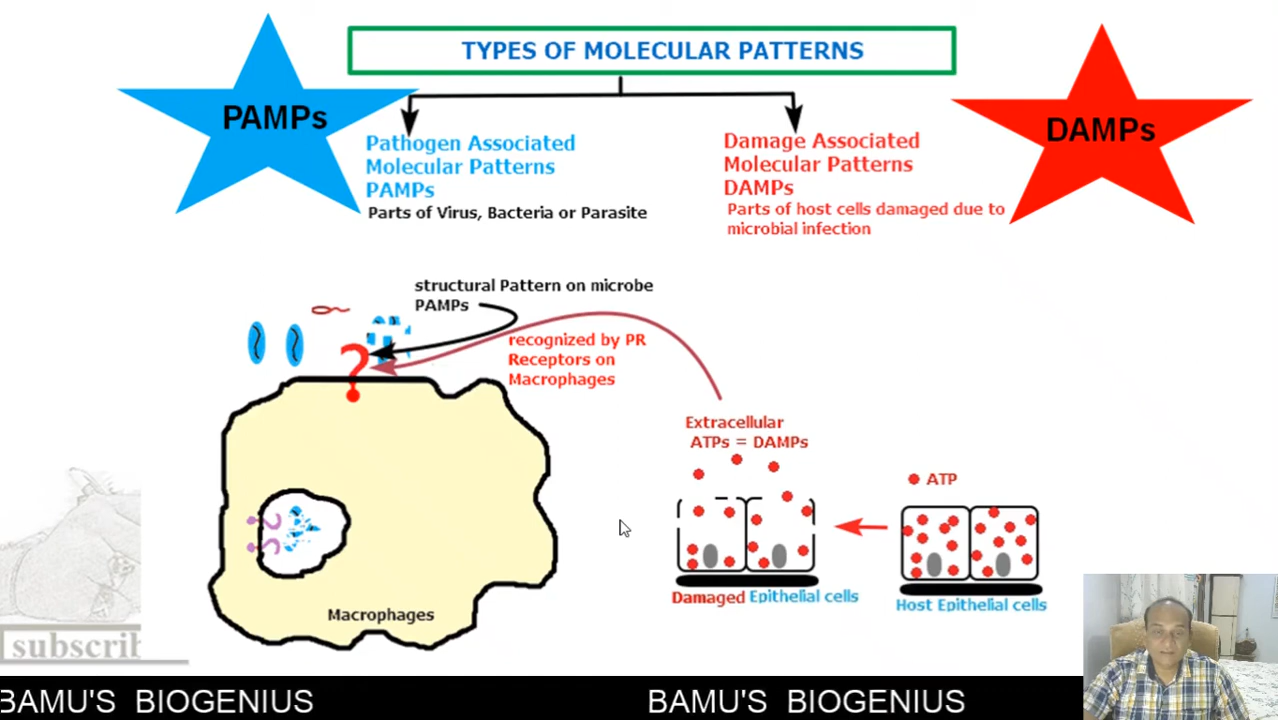 TYPES OF MOLECULAR PATTERNS
PAMPs
DAMPs
Pathogen Associated
Molecular Patterns
PAMPs
Parts of Virus, Bacteria or Parasite
Damage Associated
Molecular Patterns
DAMPs
Parts of host cells damaged due to
microbial infection
structural Pattern on microbe
PAMPs
recognized by PR
Receptors on
Macrophages
Extracellular
ATPs = DAMPs
ATP
Damaged Epithelial cells
Host Epithelial cells
Macrophages
subscrib
BAMU'S BIOGENIUS BAMU'S BIOGENIUS